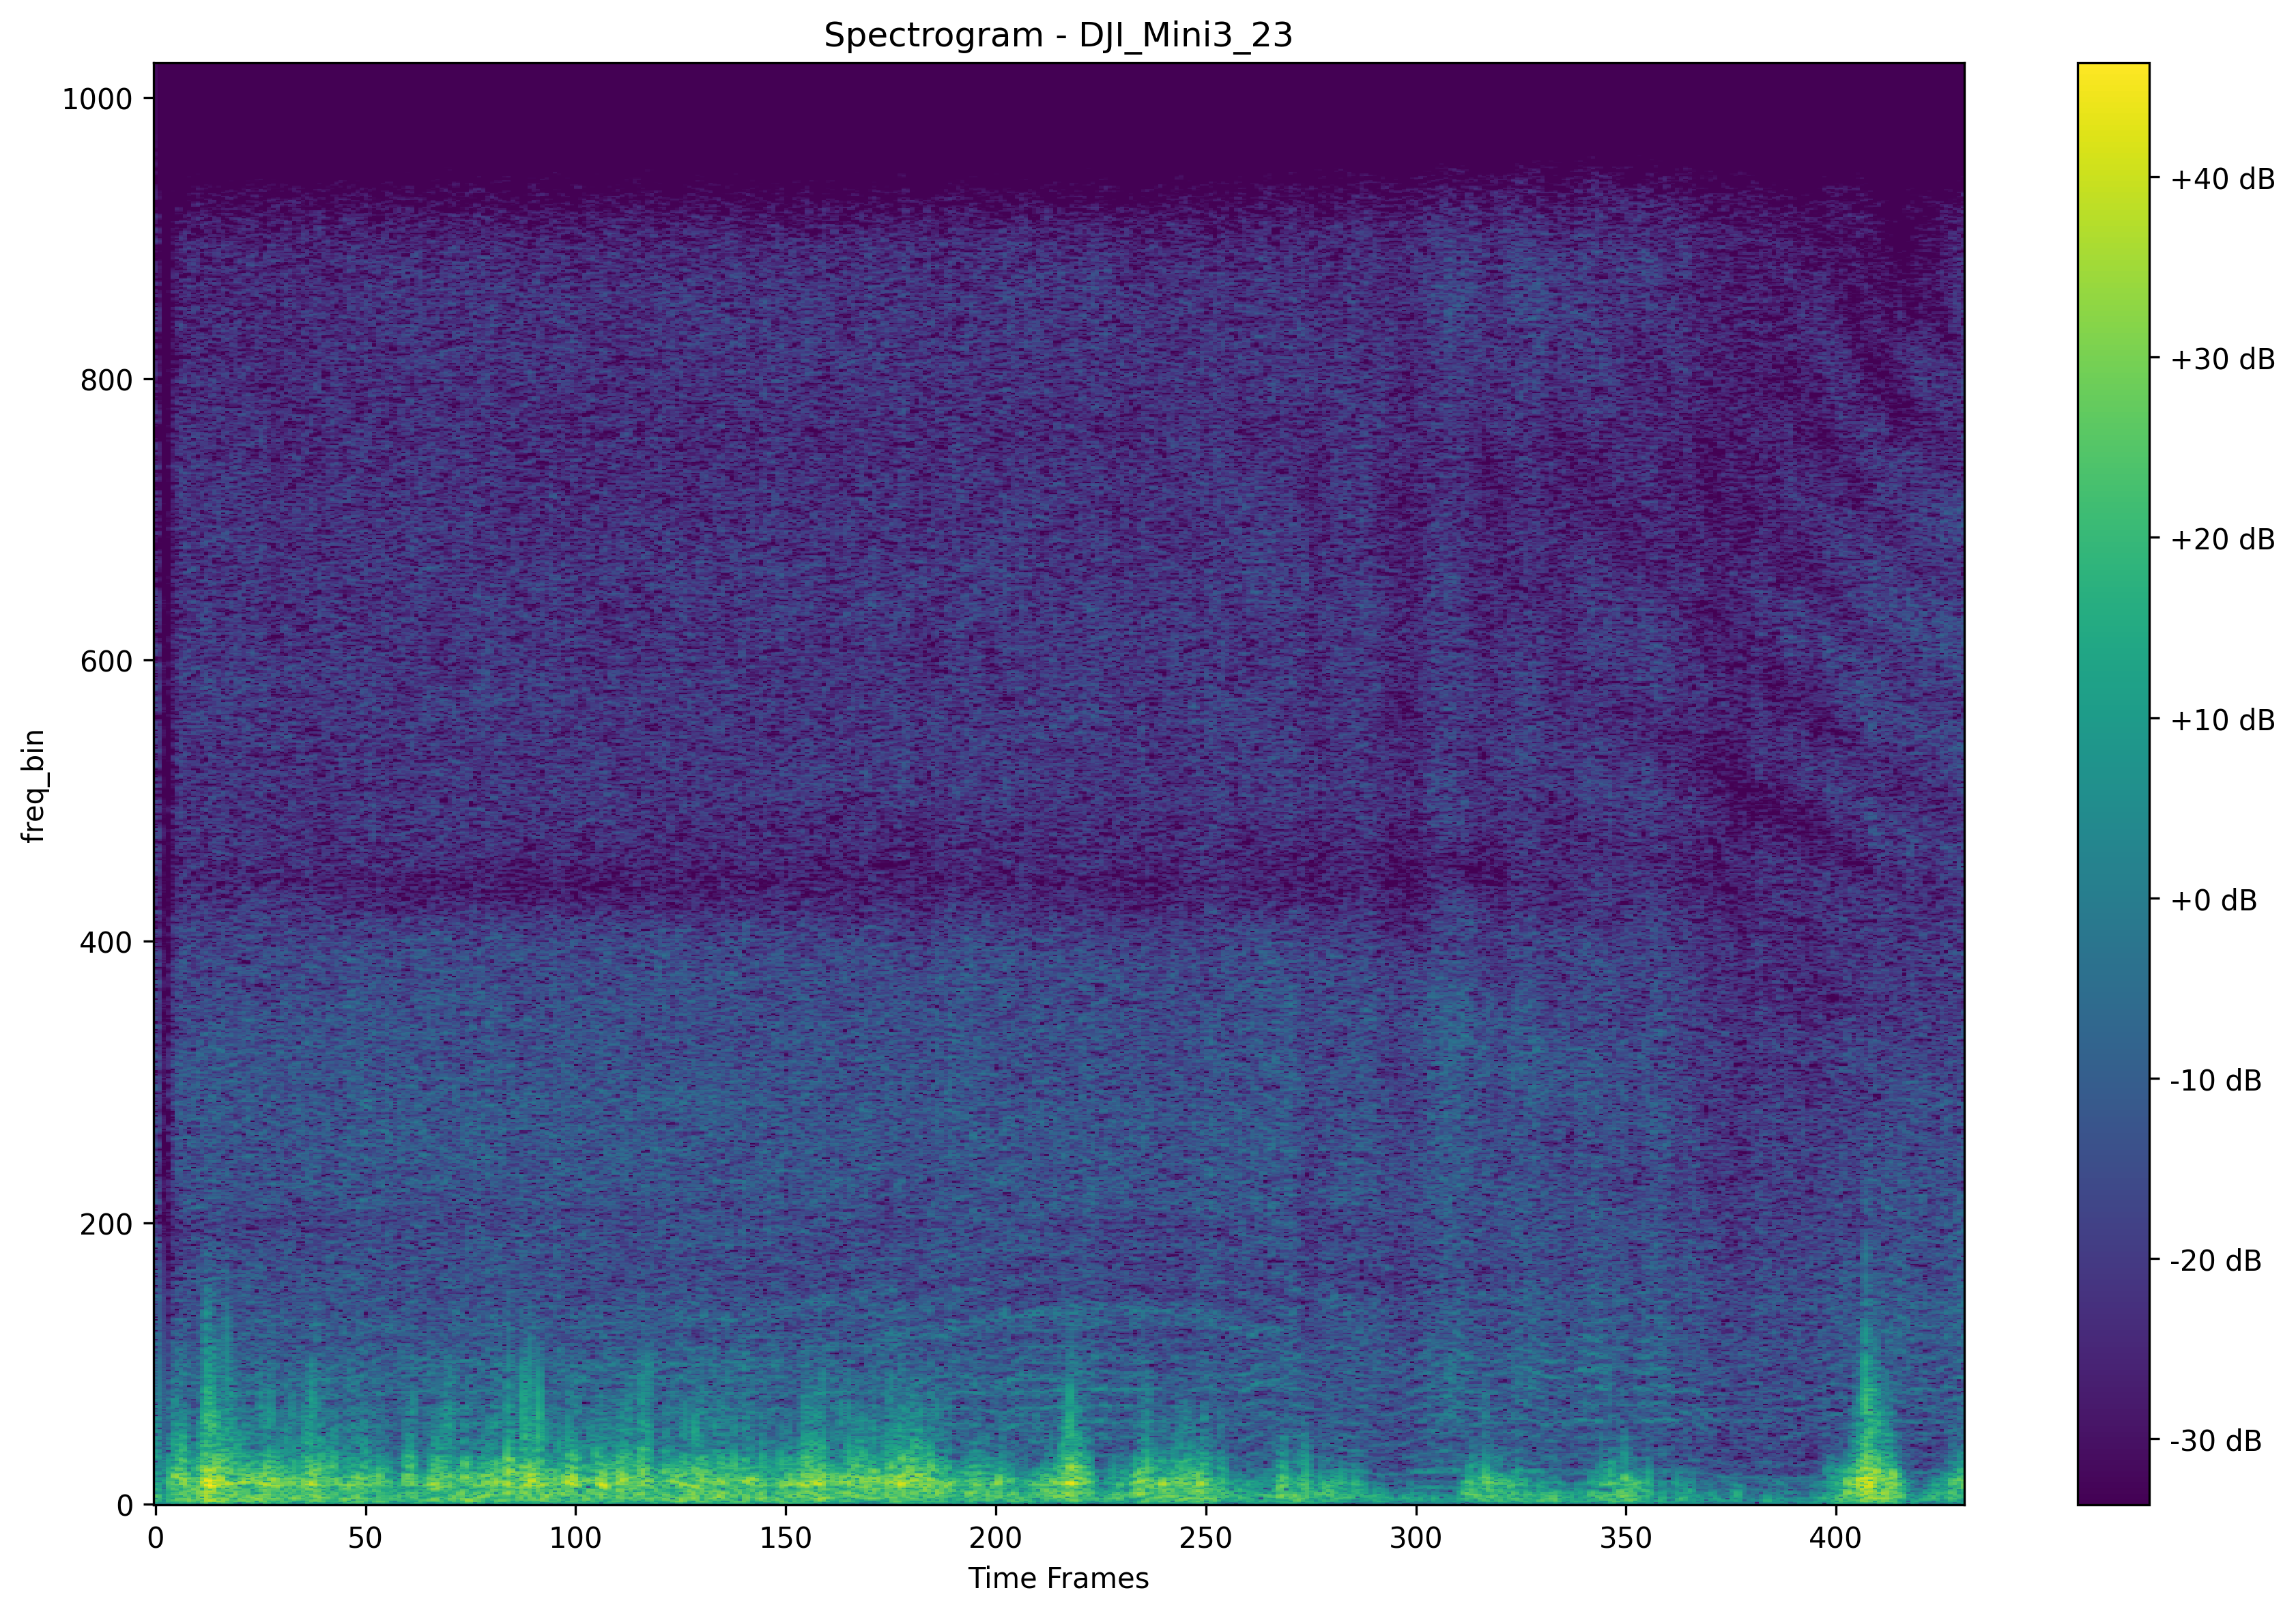 Spectrogram - DJI_Mini3_23
1000
800
600
400
200
0
freq_bin
0 50 100 150 200 250 300 350 400
Time Frames
+40 dB
+30 dB
+20 dB
+10 dB
+0 dB
-10 dB
-20 dB
-30 dB